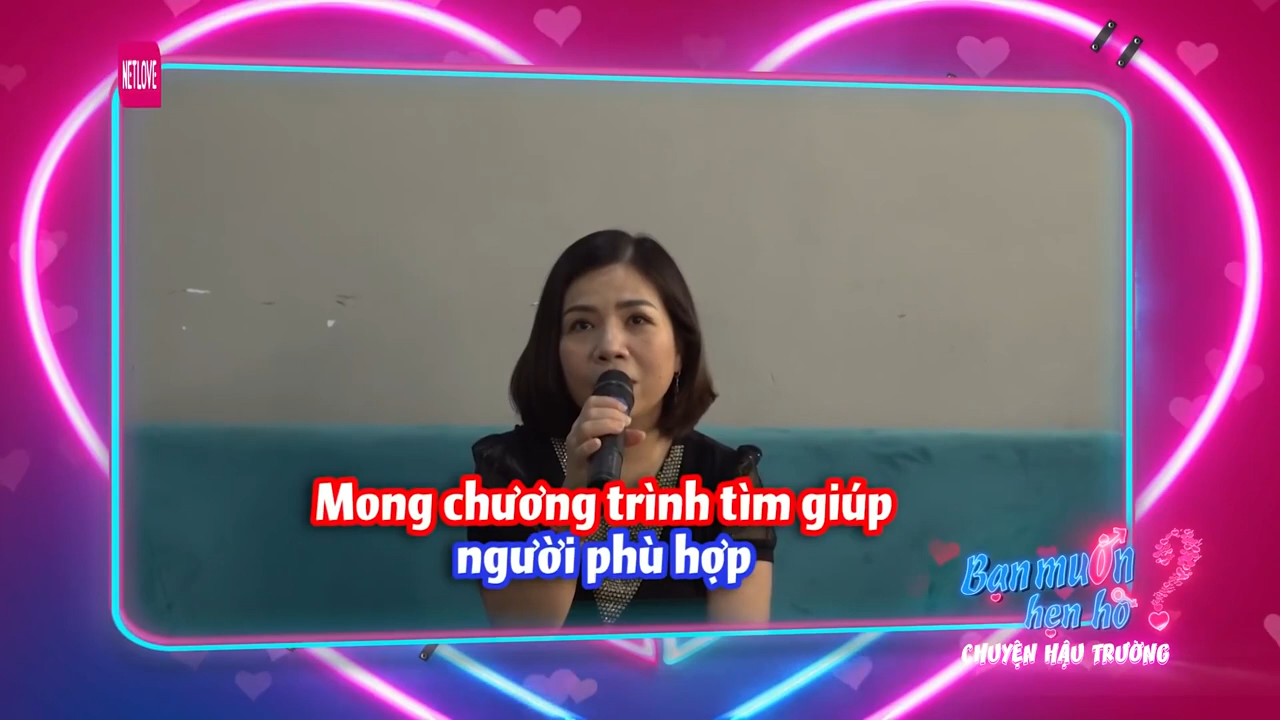 NETLOVE
Mong chương trình tìm giúp
người phù hợp
Bạn muốn
hẹn hò?
CHUYỆN HẬU TRƯỜNG